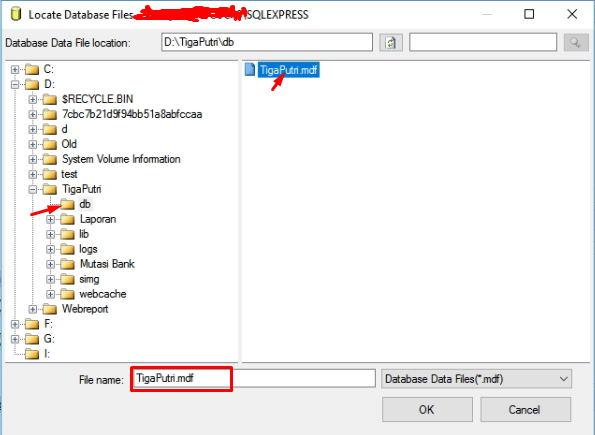 Locate Database Files \SQLEXPRESS
Database Data File location:
D:\TigaPutri\db
C:
D:
$RECYCLE.BIN
7cbc7b21d9f94bb51a8abfccaa
d
Old
System Volume Information
test
TigaPutri
db
Laporan
lib
logs
Mutasi Bank
simg
webcache
Webreport
F:
G:
I:
TigaPutri.mdf
File name:
TigaPutri.mdf
Database Data Files(*.mdf)
OK
Cancel